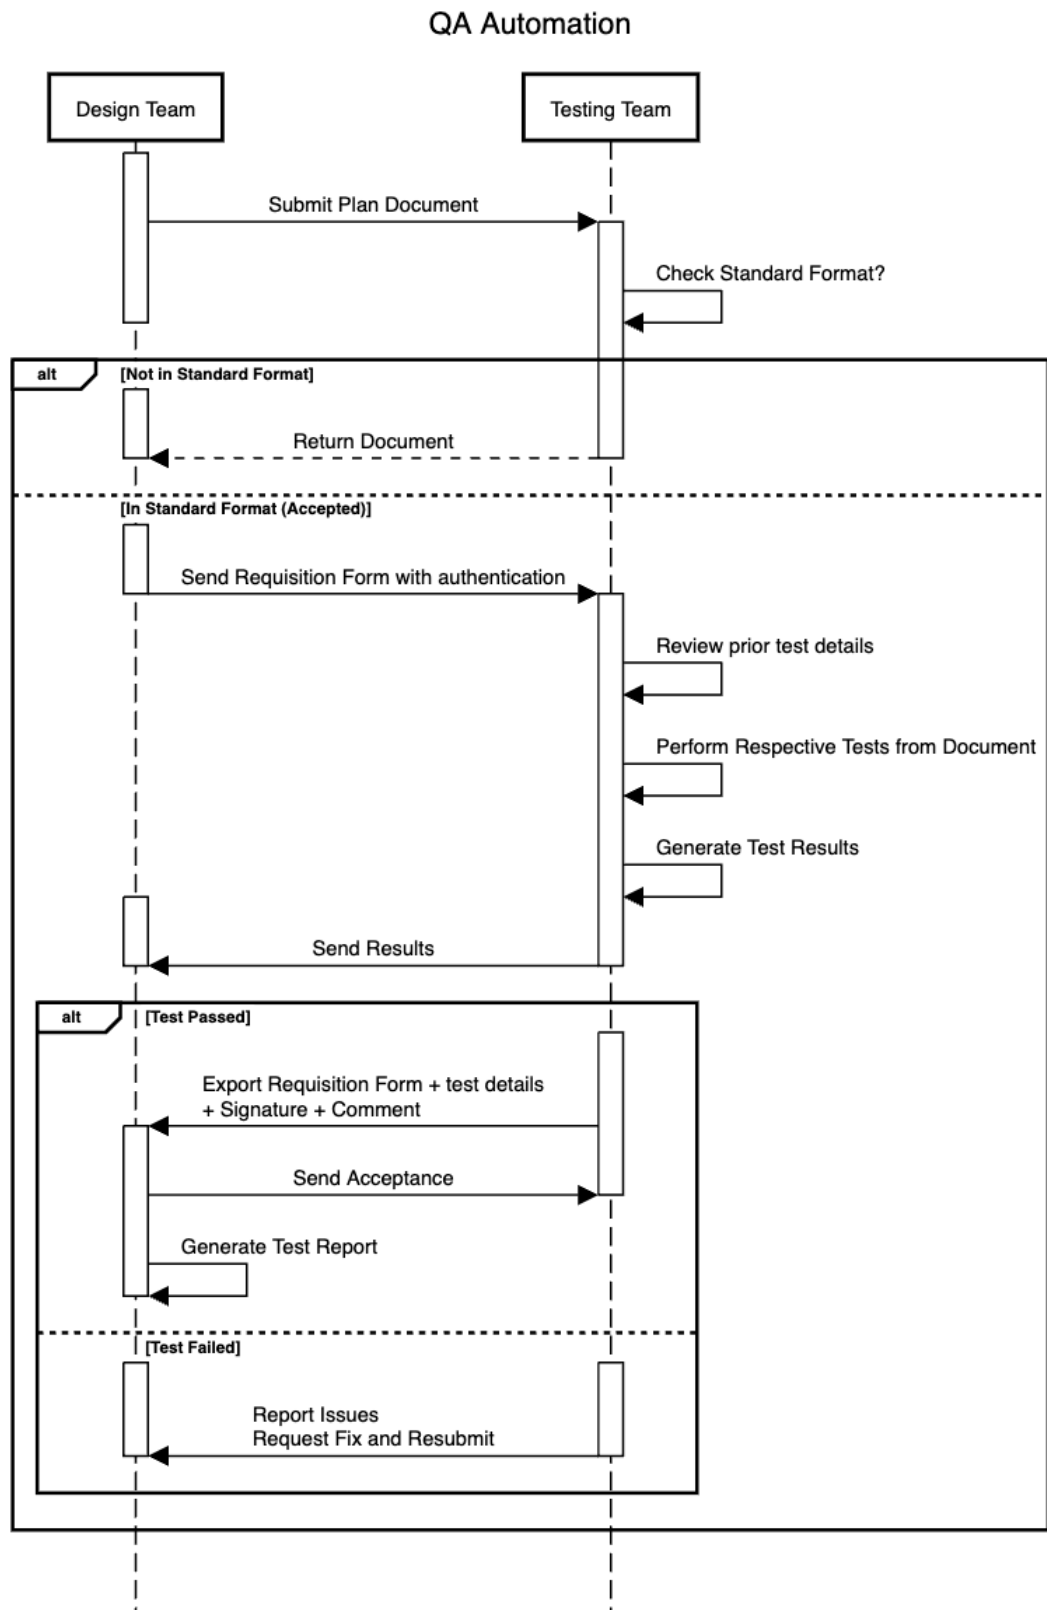 QA Automation
Design Team
Testing Team
Submit Plan Document
Check Standard Format?
alt
[Not in Standard Format]
Return Document
[In Standard Format (Accepted)]
Send Requisition Form with authentication
Review prior test details
Perform Respective Tests from Document
Generate Test Results
Send Results
alt
[Test Passed]
Export Requisition Form + test details
+ Signature + Comment
Send Acceptance
Generate Test Report
[Test Failed]
Report Issues
Request Fix and Resubmit